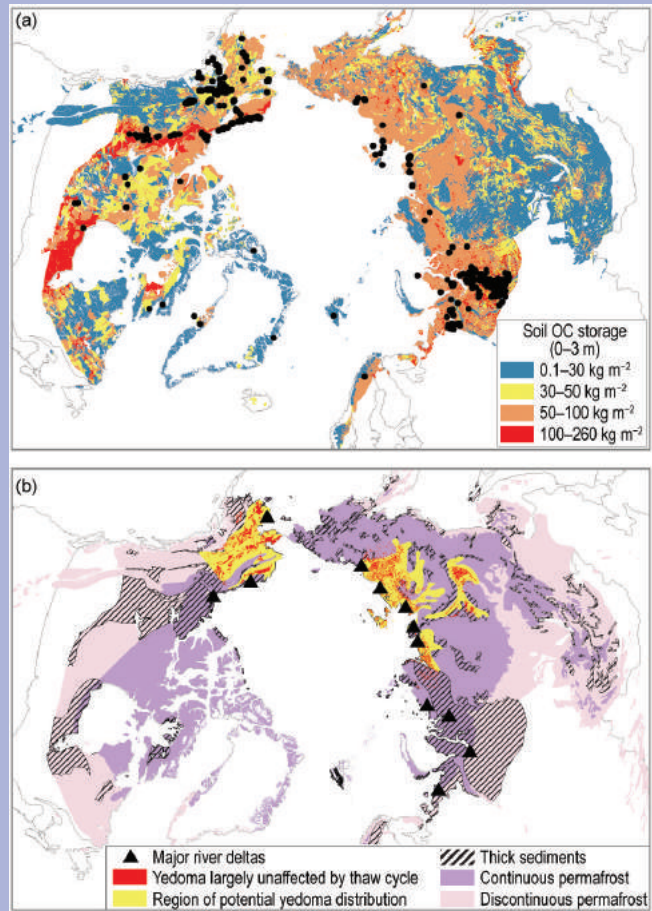 (a)
Soil OC storage
(0–3 m)
0.1–30 kg m⁻²
30–50 kg m⁻²
50–100 kg m⁻²
100–260 kg m⁻²
(b)
Major river deltas
Yedoma largely unaffected by thaw cycle
Region of potential yedoma distribution
Thick sediments
Continuous permafrost
Discontinuous permafrost